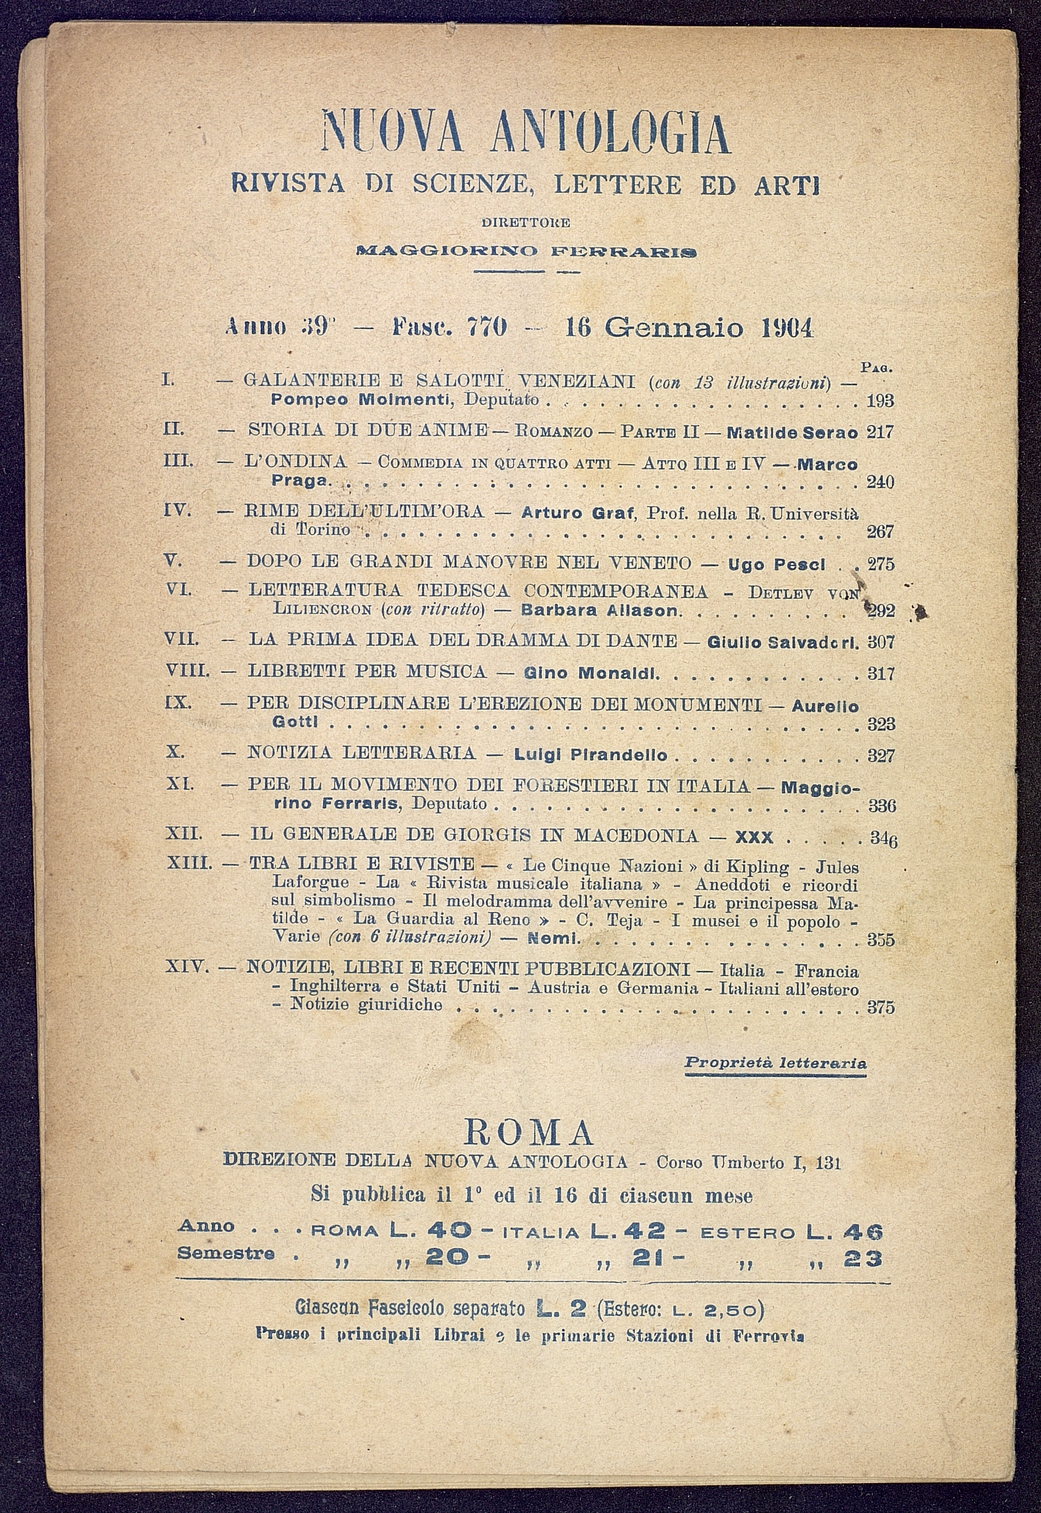 NUOVA ANTOLOGIA
RIVISTA DI SCIENZE, LETTERE ED ARTI
DIRETTORE
MAGGIORINO FERRARIS
Anno 39° — Fasc. 770 — 16 Gennaio 1904
Pag.
I. — GALANTERIE E SALOTTI VENEZIANI (con 13 illustrazioni) —
Pompeo Molmenti, Deputato . . . . . . . . . . . . . . . . . 193
II. — STORIA DI DUE ANIME — Romanzo — Parte II — Matilde Serao 217
III. — L'ONDINA — Commedia in quattro atti — Atto III e IV — Marco
Praga. . . . . . . . . . . . . . . . . . . . . . . . . . . . 240
IV. — RIME DELL'ULTIM'ORA — Arturo Graf, Prof. nella R. Università
di Torino . . . . . . . . . . . . . . . . . . . . . . . . . 267
V. — DOPO LE GRANDI MANOVRE NEL VENETO — Ugo Pesci . . 275
VI. — LETTERATURA TEDESCA CONTEMPORANEA - Detlev von
Liliencron (con ritratto) — Barbara Allason. . . . . . . . . . 292
VII. — LA PRIMA IDEA DEL DRAMMA DI DANTE — Giulio Salvadori. 307
VIII. — LIBRETTI PER MUSICA — Gino Monaldi. . . . . . . . . . . 317
IX. — PER DISCIPLINARE L'EREZIONE DEI MONUMENTI — Aurelio
Gotti . . . . . . . . . . . . . . . . . . . . . . . . . . . . 323
X. — NOTIZIA LETTERARIA — Luigi Pirandello . . . . . . . . . . . 327
XI. — PER IL MOVIMENTO DEI FORESTIERI IN ITALIA — Maggio-
rino Ferraris, Deputato . . . . . . . . . . . . . . . . . . . 336
XII. — IL GENERALE DE GIORGIS IN MACEDONIA — XXX . . . . . 346
XIII. — TRA LIBRI E RIVISTE — « Le Cinque Nazioni » di Kipling - Jules
Laforgue - La « Rivista musicale italiana » - Aneddoti e ricordi
sul simbolismo - Il melodramma dell'avvenire - La principessa Ma-
tilde - « La Guardia al Reno » - C. Teja - I musei e il popolo -
Varie (con 6 illustrazioni) — Nemi. . . . . . . . . . . . . . . 355
XIV. — NOTIZIE, LIBRI E RECENTI PUBBLICAZIONI — Italia - Francia
- Inghilterra e Stati Uniti - Austria e Germania - Italiani all'estero
- Notizie giuridiche . . . . . . . . . . . . . . . . . . . . . 375
Proprietà letteraria
ROMA
DIREZIONE DELLA NUOVA ANTOLOGIA - Corso Umberto I, 131
Si pubblica il 1° ed il 16 di ciascun mese
Anno . . . ROMA L. 40 - ITALIA L. 42 - ESTERO L. 46
Semestre . „ „ 20 - „ „ 21 - „ „ 23
Ciascun Fascicolo separato L. 2 (Estero: L. 2,50)
Presso i principali Librai e le primarie Stazioni di Ferrovia